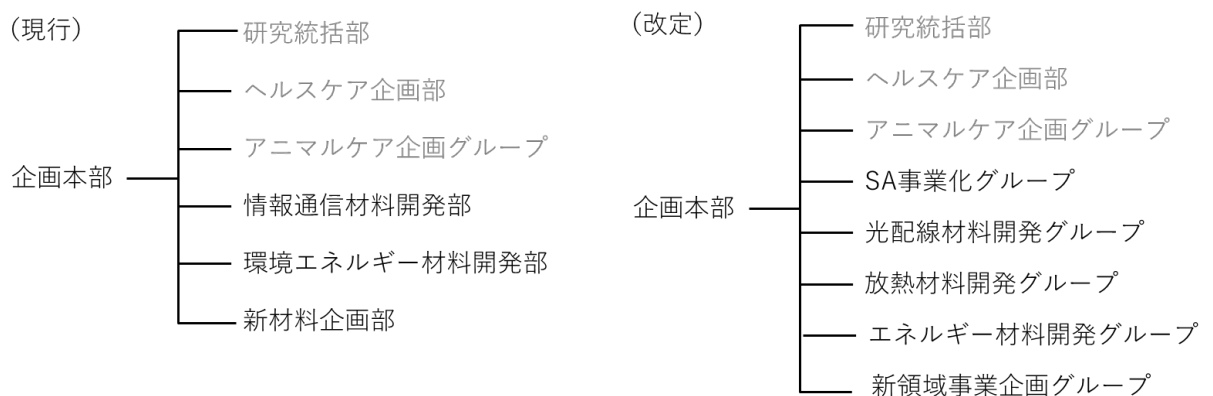 （現行）
研究統括部
ヘルスケア企画部
アニマルケア企画グループ
企画本部
情報通信材料開発部
環境エネルギー材料開発部
新材料企画部
（改定）
研究統括部
ヘルスケア企画部
アニマルケア企画グループ
SA事業化グループ
企画本部
光配線材料開発グループ
放熱材料開発グループ
エネルギー材料開発グループ
新領域事業企画グループ